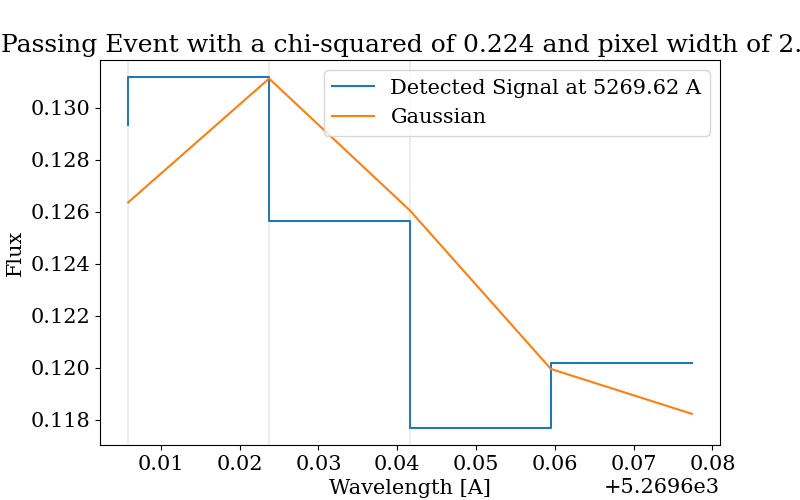 Passing Event with a chi-squared of 0.224 and pixel width of 2.
Detected Signal at 5269.62 A
Gaussian
Flux
0.130
0.128
0.126
0.124
0.122
0.120
0.118
0.01 0.02 0.03 0.04 0.05 0.06 0.07 0.08
Wavelength [A]
+5.2696e3